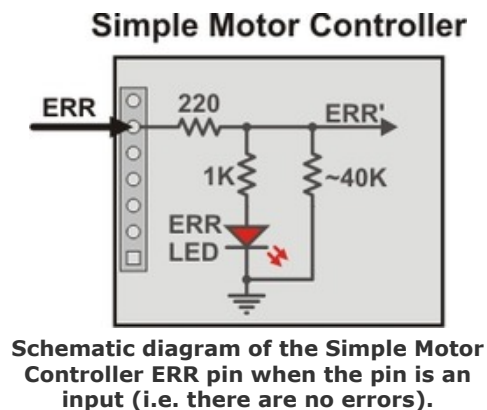 Simple Motor Controller
ERR
220
ERR'
1K
~40K
ERR
LED
Schematic diagram of the Simple Motor
Controller ERR pin when the pin is an
input (i.e. there are no errors).